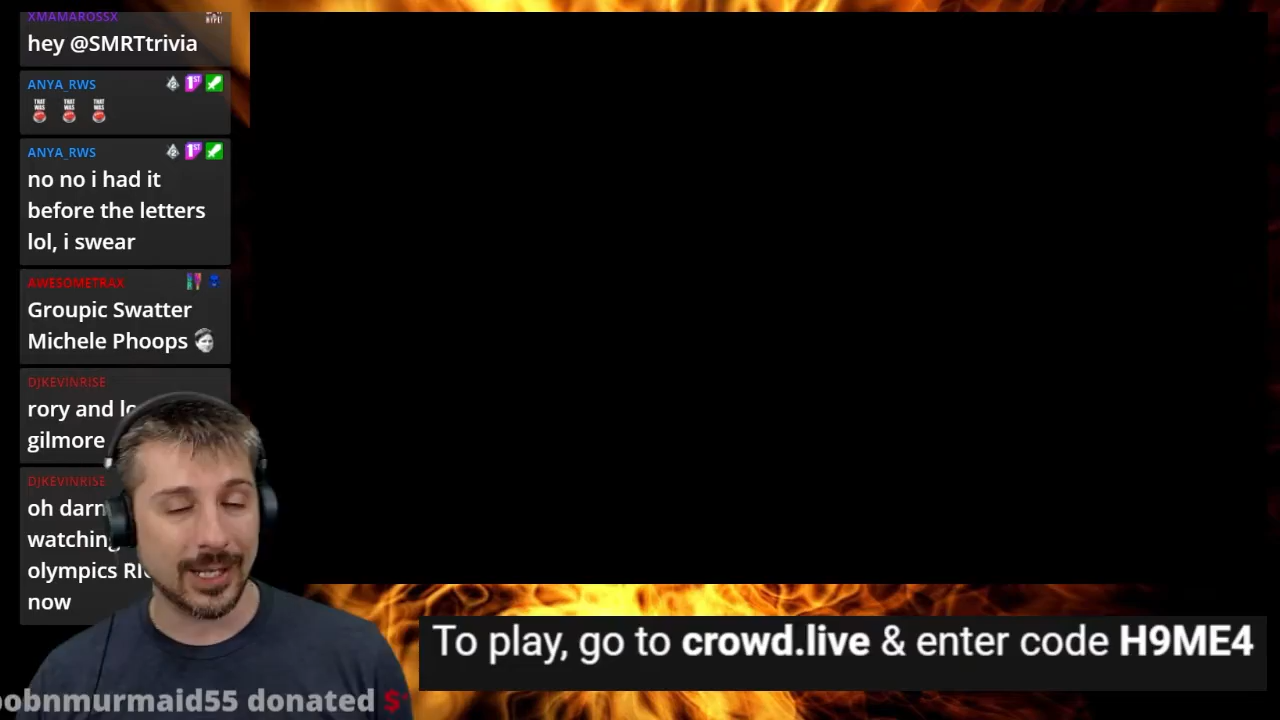 XMAMAROSSX
hey @SMRTtrivia
ANYA_RWS
ANYA_RWS
no no i had it
before the letters
lol, i swear
AWESOMETRAX
Groupic Swatter
Michele Phoops
DJKEVINRISE
rory and
gilmore
DJKEVINRISE
oh darn
watching
olympics
now
To play, go to crowd.live & enter code H9ME4
bobnmurmaid55 donated $